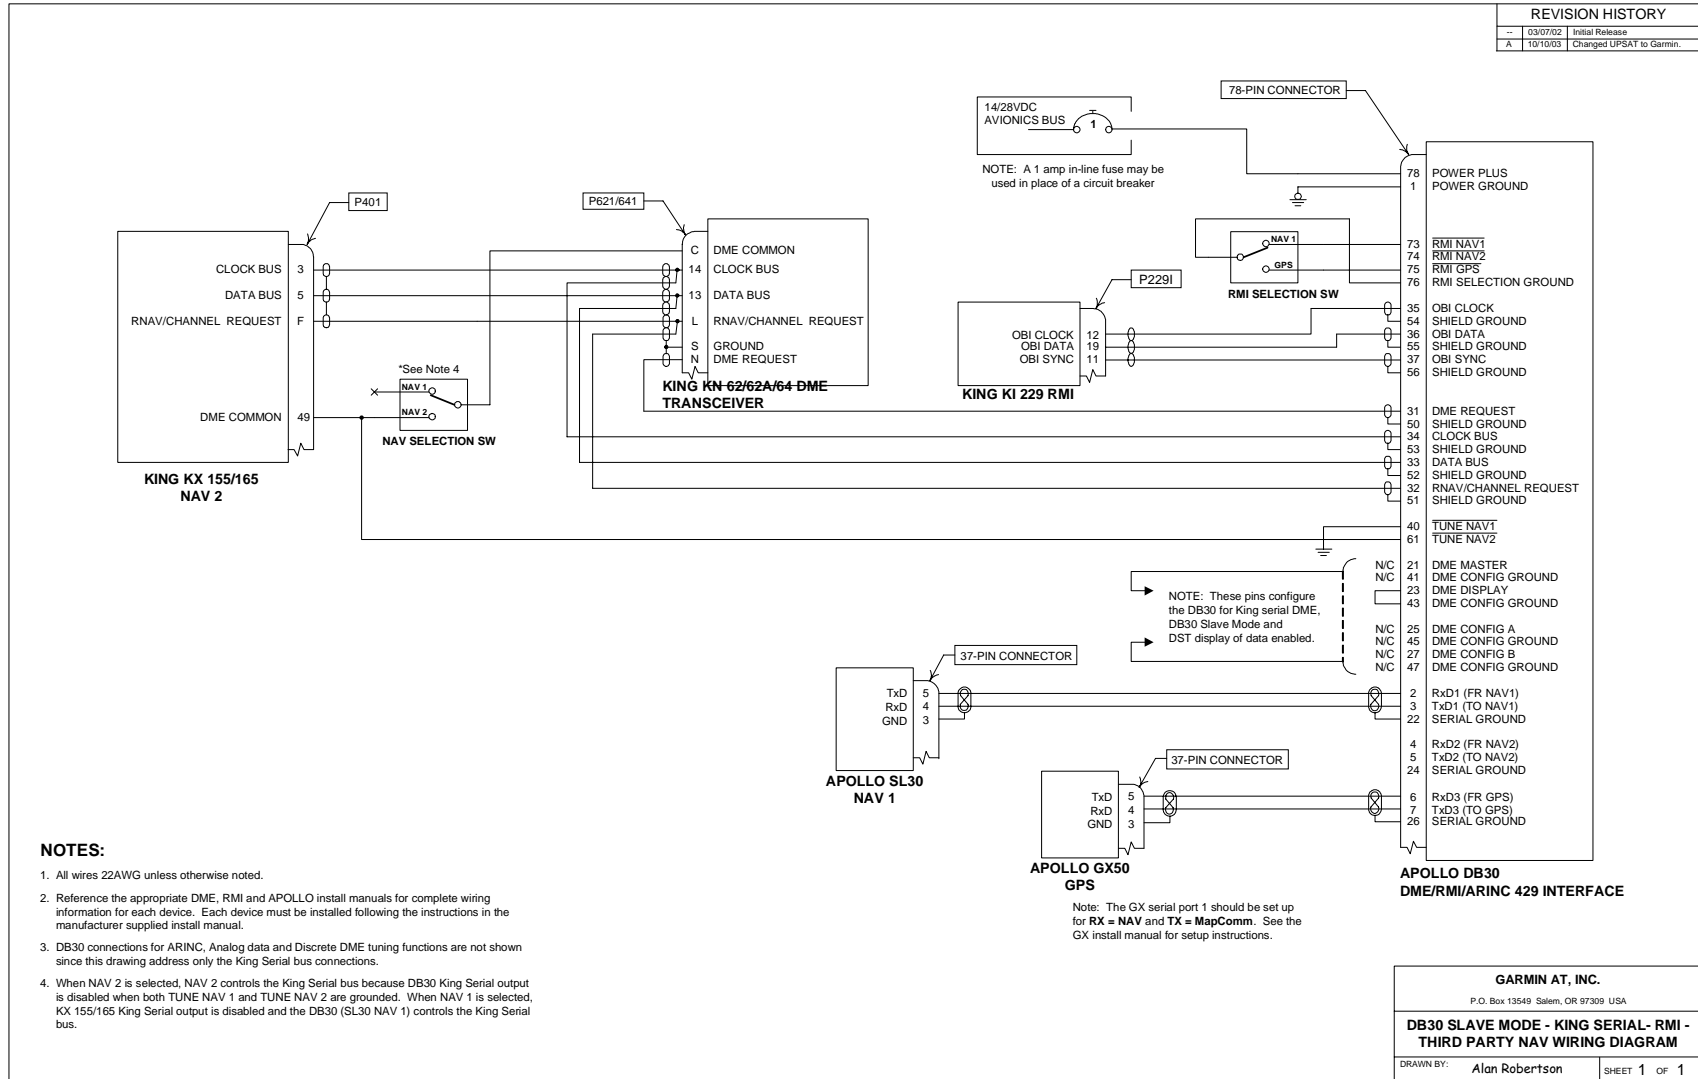 REVISION HISTORY
-- 03/07/02 Initial Release
A 10/10/03 Changed UPSAT to Garmin.
14/28VDC
AVIONICS BUS
1
NOTE: A 1 amp in-line fuse may be
used in place of a circuit breaker
78-PIN CONNECTOR
78 POWER PLUS
1 POWER GROUND
NAV 1
GPS
RMI SELECTION SW
73 RMI NAV1
74 RMI NAV2
75 RMI GPS
76 RMI SELECTION GROUND
35 OBI CLOCK
54 SHIELD GROUND
36 OBI DATA
55 SHIELD GROUND
37 OBI SYNC
56 SHIELD GROUND
31 DME REQUEST
50 SHIELD GROUND
34 CLOCK BUS
53 SHIELD GROUND
33 DATA BUS
52 SHIELD GROUND
32 RNAV/CHANNEL REQUEST
51 SHIELD GROUND
40 TUNE NAV1
61 TUNE NAV2
N/C 21 DME MASTER
N/C 41 DME CONFIG GROUND
23 DME DISPLAY
43 DME CONFIG GROUND
N/C 25 DME CONFIG A
N/C 45 DME CONFIG GROUND
N/C 27 DME CONFIG B
N/C 47 DME CONFIG GROUND
2 RxD1 (FR NAV1)
3 TxD1 (TO NAV1)
22 SERIAL GROUND
4 RxD2 (FR NAV2)
5 TxD2 (TO NAV2)
24 SERIAL GROUND
6 RxD3 (FR GPS)
7 TxD3 (TO GPS)
26 SERIAL GROUND
APOLLO DB30
DME/RMI/ARINC 429 INTERFACE
P401
CLOCK BUS 3
DATA BUS 5
RNAV/CHANNEL REQUEST F
DME COMMON 49
KING KX 155/165
NAV 2
*See Note 4
NAV 1
NAV 2
NAV SELECTION SW
P621/641
C DME COMMON
14 CLOCK BUS
13 DATA BUS
L RNAV/CHANNEL REQUEST
S GROUND
N DME REQUEST
KING KN 62/62A/64 DME
TRANSCEIVER
P229I
OBI CLOCK 12
OBI DATA 19
OBI SYNC 11
KING KI 229 RMI
NOTE: These pins configure
the DB30 for King serial DME,
DB30 Slave Mode and
DST display of data enabled.
37-PIN CONNECTOR
TxD 5
RxD 4
GND 3
APOLLO SL30
NAV 1
37-PIN CONNECTOR
TxD 5
RxD 4
GND 3
APOLLO GX50
GPS
Note: The GX serial port 1 should be set up
for RX = NAV and TX = MapComm. See the
GX install manual for setup instructions.
NOTES:
1. All wires 22AWG unless otherwise noted.
2. Reference the appropriate DME, RMI and APOLLO install manuals for complete wiring
information for each device. Each device must be installed following the instructions in the
manufacturer supplied install manual.
3. DB30 connections for ARINC, Analog data and Discrete DME tuning functions are not shown
since this drawing address only the King Serial bus connections.
4. When NAV 2 is selected, NAV 2 controls the King Serial bus because DB30 King Serial output
is disabled when both TUNE NAV 1 and TUNE NAV 2 are grounded. When NAV 1 is selected,
KX 155/165 King Serial output is disabled and the DB30 (SL30 NAV 1) controls the King Serial
bus.
GARMIN AT, INC.
P.O. Box 13549 Salem, OR 97309 USA
DB30 SLAVE MODE - KING SERIAL- RMI -
THIRD PARTY NAV WIRING DIAGRAM
DRAWN BY: Alan Robertson SHEET 1 OF 1